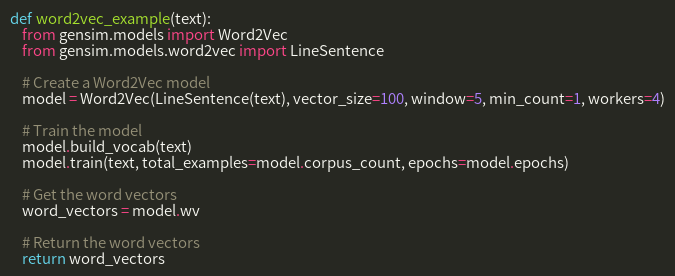 def word2vec_example(text):
from gensim.models import Word2Vec
from gensim.models.word2vec import LineSentence
# Create a Word2Vec model
model = Word2Vec(LineSentence(text), vector_size=100, window=5, min_count=1, workers=4)
# Train the model
model.build_vocab(text)
model.train(text, total_examples=model.corpus_count, epochs=model.epochs)
# Get the word vectors
word_vectors = model.wv
# Return the word vectors
return word_vectors